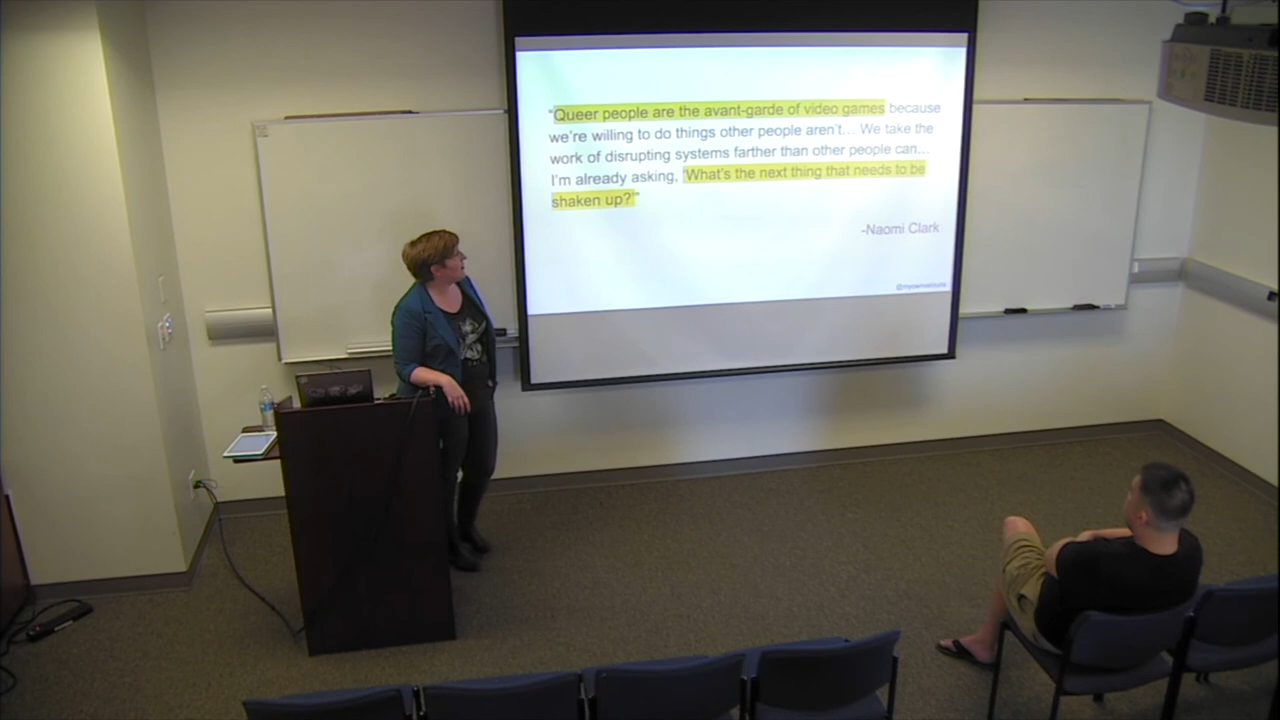 “Queer people are the avant-garde of video games because
we’re willing to do things other people aren’t… We take the
work of disrupting systems farther than other people can…
I’m already asking, ‘What’s the next thing that needs to be
shaken up?’”
-Naomi Clark